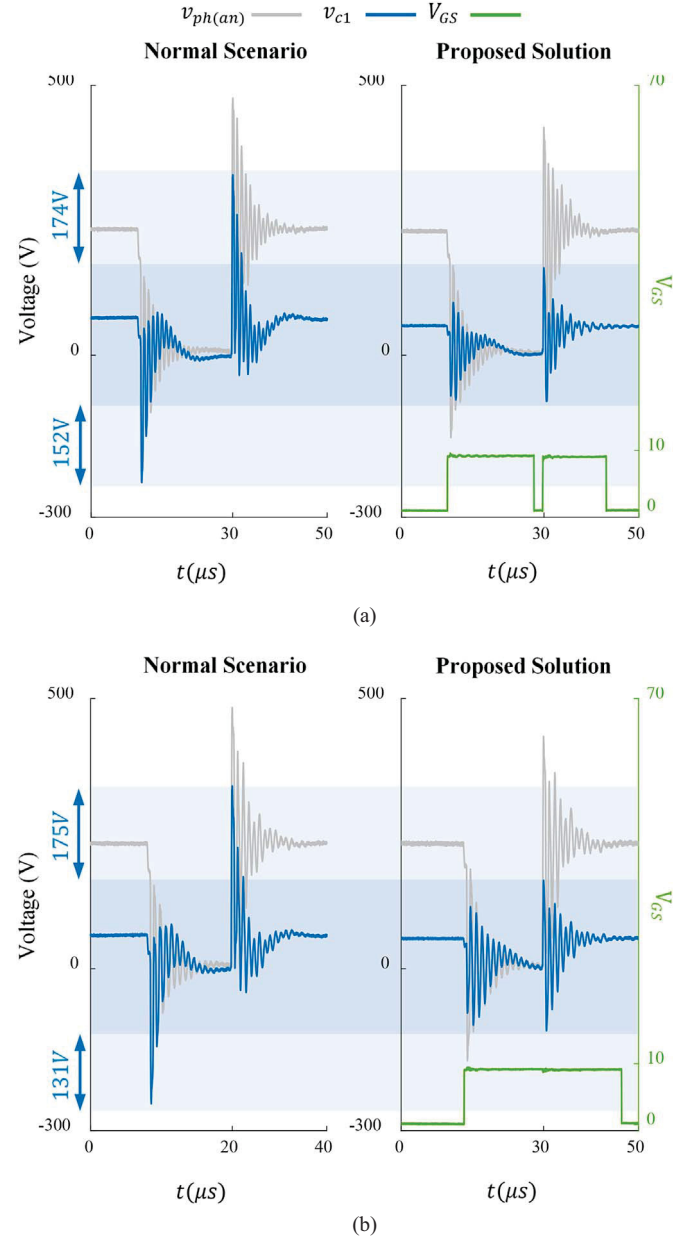 v_ph(an) v_c1 V_GS
Normal Scenario Proposed Solution
500 70
174V
Voltage (V)
V_GS
0 0
152V
10
0
-300 -300
0 30 50 0 30 50
t(μs) t(μs)
(a)
Normal Scenario Proposed Solution
500 70
175V
Voltage (V)
V_GS
0 0
131V
10
0
-300 -300
0 20 40 0 30 50
t(μs) t(μs)
(b)